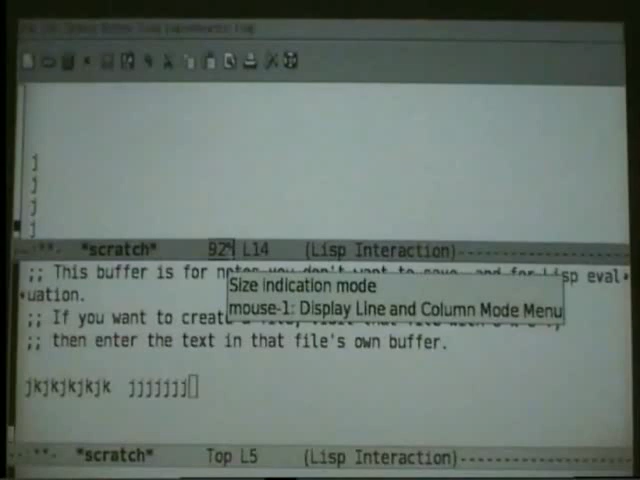 j
j
j
j
-:**- *scratch* 92% L14 (Lisp Interaction)
;; This buffer is for notes you don't want to save, and for Lisp eval
uation.
Size indication mode
mouse-1: Display Line and Column Mode Menu
;; If you want to create a file, visit that file with
;; then enter the text in that file's own buffer.
jkjkjkjkjk jjjjjjj
-:**- *scratch* Top L5 (Lisp Interaction)